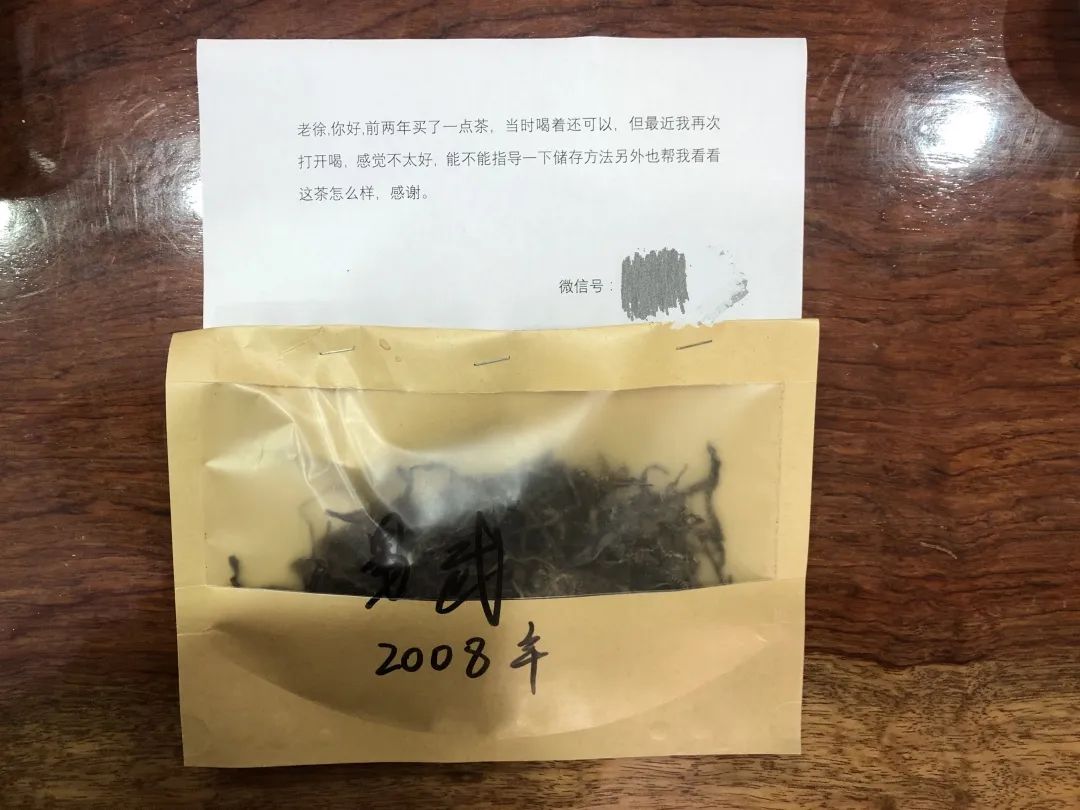 老徐,你好,前两年买了一点茶，当时喝着还可以，但最近我再次
打开喝，感觉不太好，能不能指导一下储存方法另外也帮我看看
这茶怎么样，感谢。
微信号：
易武
2008年